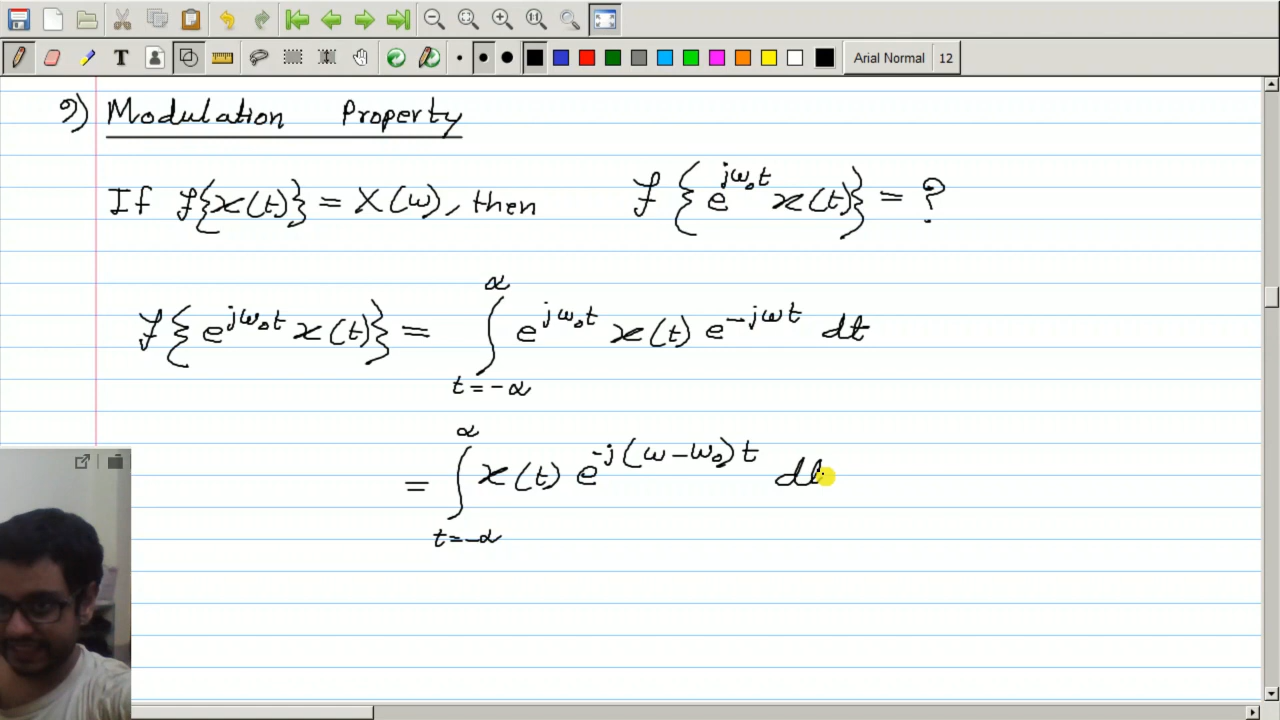 Arial Normal 12
9) Modulation Property
If F{x(t)} = X(ω), then F{e^{jω₀t} x(t)} = ?
F{e^{jω₀t} x(t)} = ∫_{t=-∝}^{∝} e^{jω₀t} x(t) e^{-jωt} dt
= ∫_{t=-∝}^{∝} x(t) e^{-j(ω-ω₀)t} dt